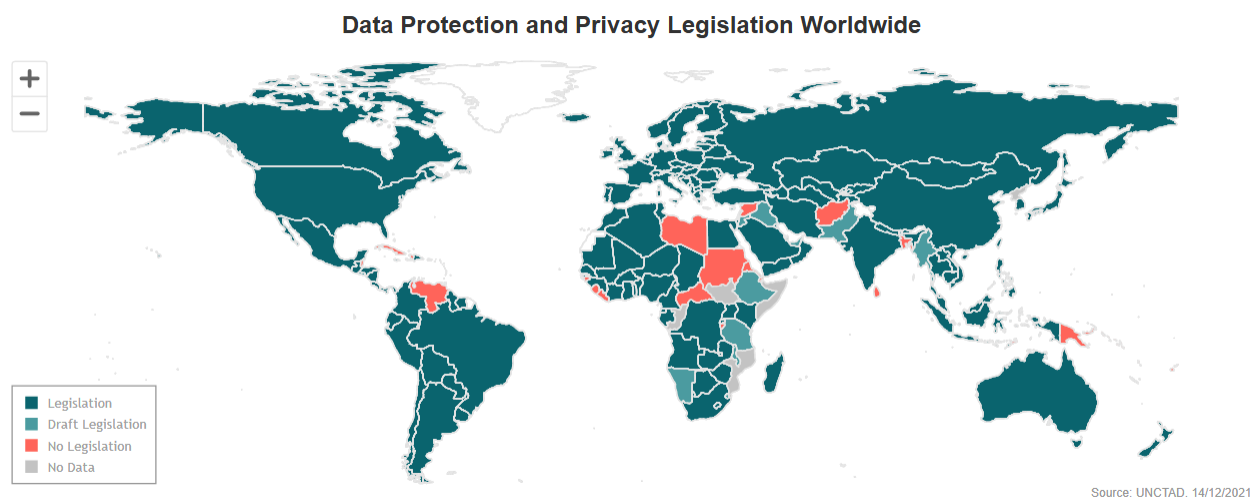 Data Protection and Privacy Legislation Worldwide
+
−
Legislation
Draft Legislation
No Legislation
No Data
Source: UNCTAD. 14/12/2021